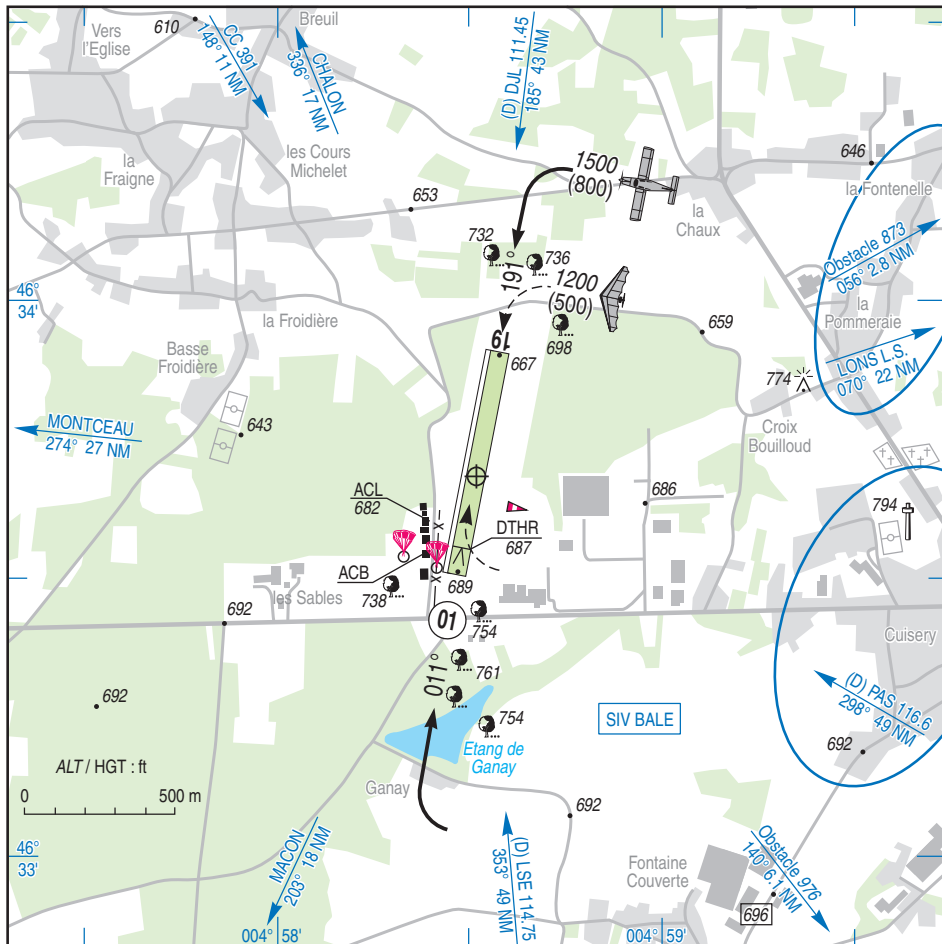 Vers
l'Eglise
610
Breuil
CC 391
148° 11 NM
CHALON
336° 17 NM
(D) DJL 111.45
185° 43 NM
la
Fraigne
les Cours
Michelet
653
1500
(800)
646
la Fontenelle
la
Chaux
732
736
191°
1200
(500)
Obstacle 873
056° 2.8 NM
46°
34'
la Froidière
la
Pommeraie
698
659
19
667
Basse
Froidière
LONS L.S.
070° 22 NM
774
MONTCEAU
274° 27 NM
643
Croix
Bouilloud
ACL
682
686
794
DTHR
687
X
ACB
X
689
les Sables
738
692
01
754
Cuisery
761
011°
692
754
SIV BALE
(D) PAS 116.6
298° 49 NM
692
Etang de
Ganay
ALT / HGT : ft
0
500 m
Ganay
692
46°
33'
MACON
203° 18 NM
(D) LSE 114.75
353° 49 NM
Fontaine
Couverte
Obstacle 976
140° 6.1 NM
696
004° 58'
004° 59'